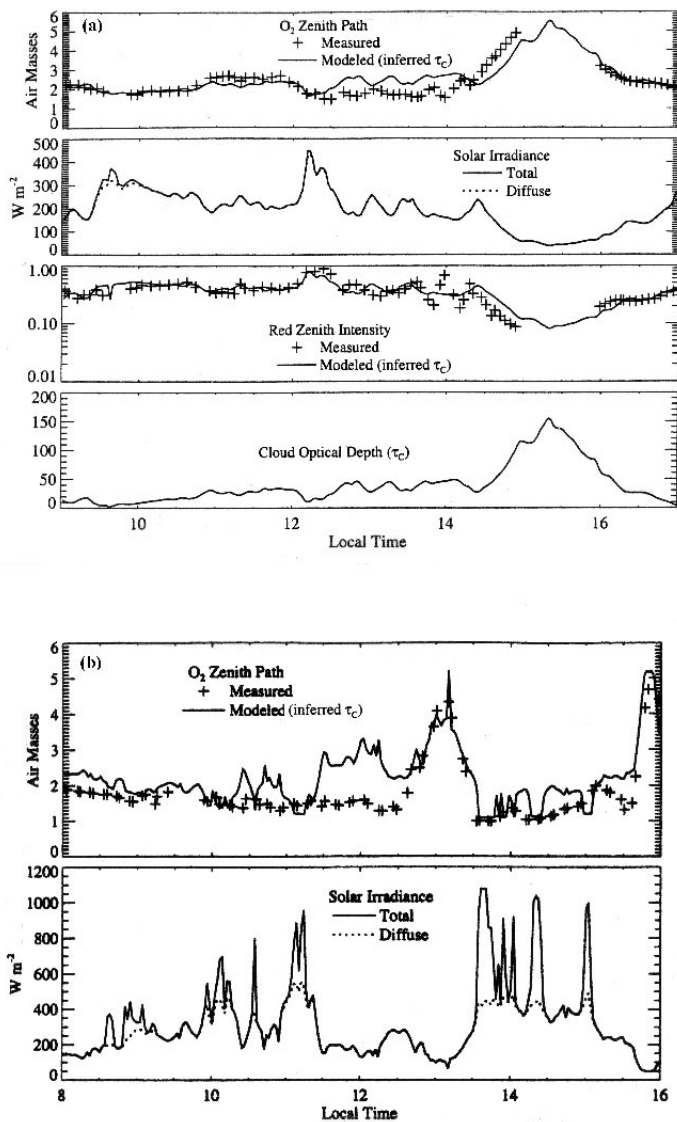 (a)
O2 Zenith Path
+ Measured
Modeled (inferred τC)
Air Masses
6
5
4
3
2
1
0
Solar Irradiance
Total
Diffuse
W m-2
500
400
300
200
100
0
Red Zenith Intensity
+ Measured
Modeled (inferred τC)
1.00
0.10
0.01
Cloud Optical Depth (τC)
200
150
100
50
0
10 12 14 16
Local Time
(b)
O2 Zenith Path
+ Measured
Modeled (inferred τC)
Air Masses
6
5
4
3
2
1
0
Solar Irradiance
Total
Diffuse
W m-2
1200
1000
800
600
400
200
0
8 10 12 14 16
Local Time